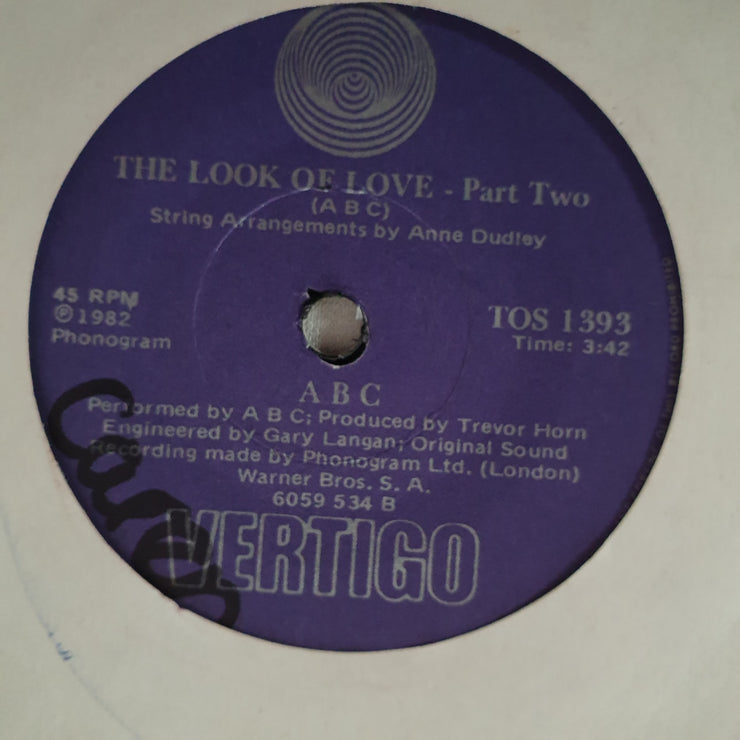 THE LOOK OF LOVE - Part Two
(A B C)
String Arrangements by Anne Dudley
45 RPM
℗ 1982
Phonogram
TOS 1393
Time: 3:42
A B C
Performed by A B C; Produced by Trevor Horn
Engineered by Gary Langan; Original Sound
Recording made by Phonogram Ltd. (London)
Warner Bros. S. A.
6059 534 B
VERTIGO